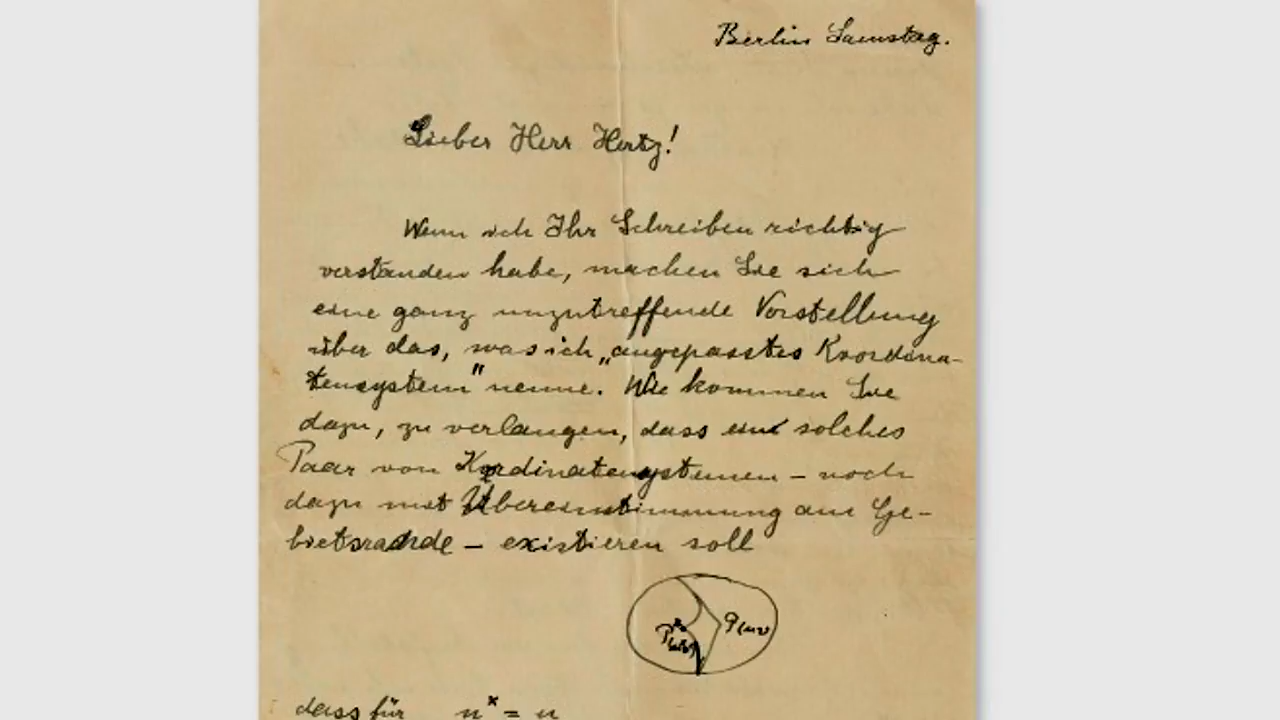 Berlin Samstag.
Lieber Herr Hertz!
Wenn ich Ihr Schreiben richtig
verstanden habe, machen Sie sich
eine ganz unzutreffende Vorstellung
über das, was ich „angepasstes Koordina-
tensystem" nenne. Wie kommen Sie
dazu, zu verlangen, dass ein solches
Paar von Koordinatensystemen – noch
dazu mit Übereinstimmung am Ge-
bietsrande – existieren soll
P(uv)
dass für u* = u